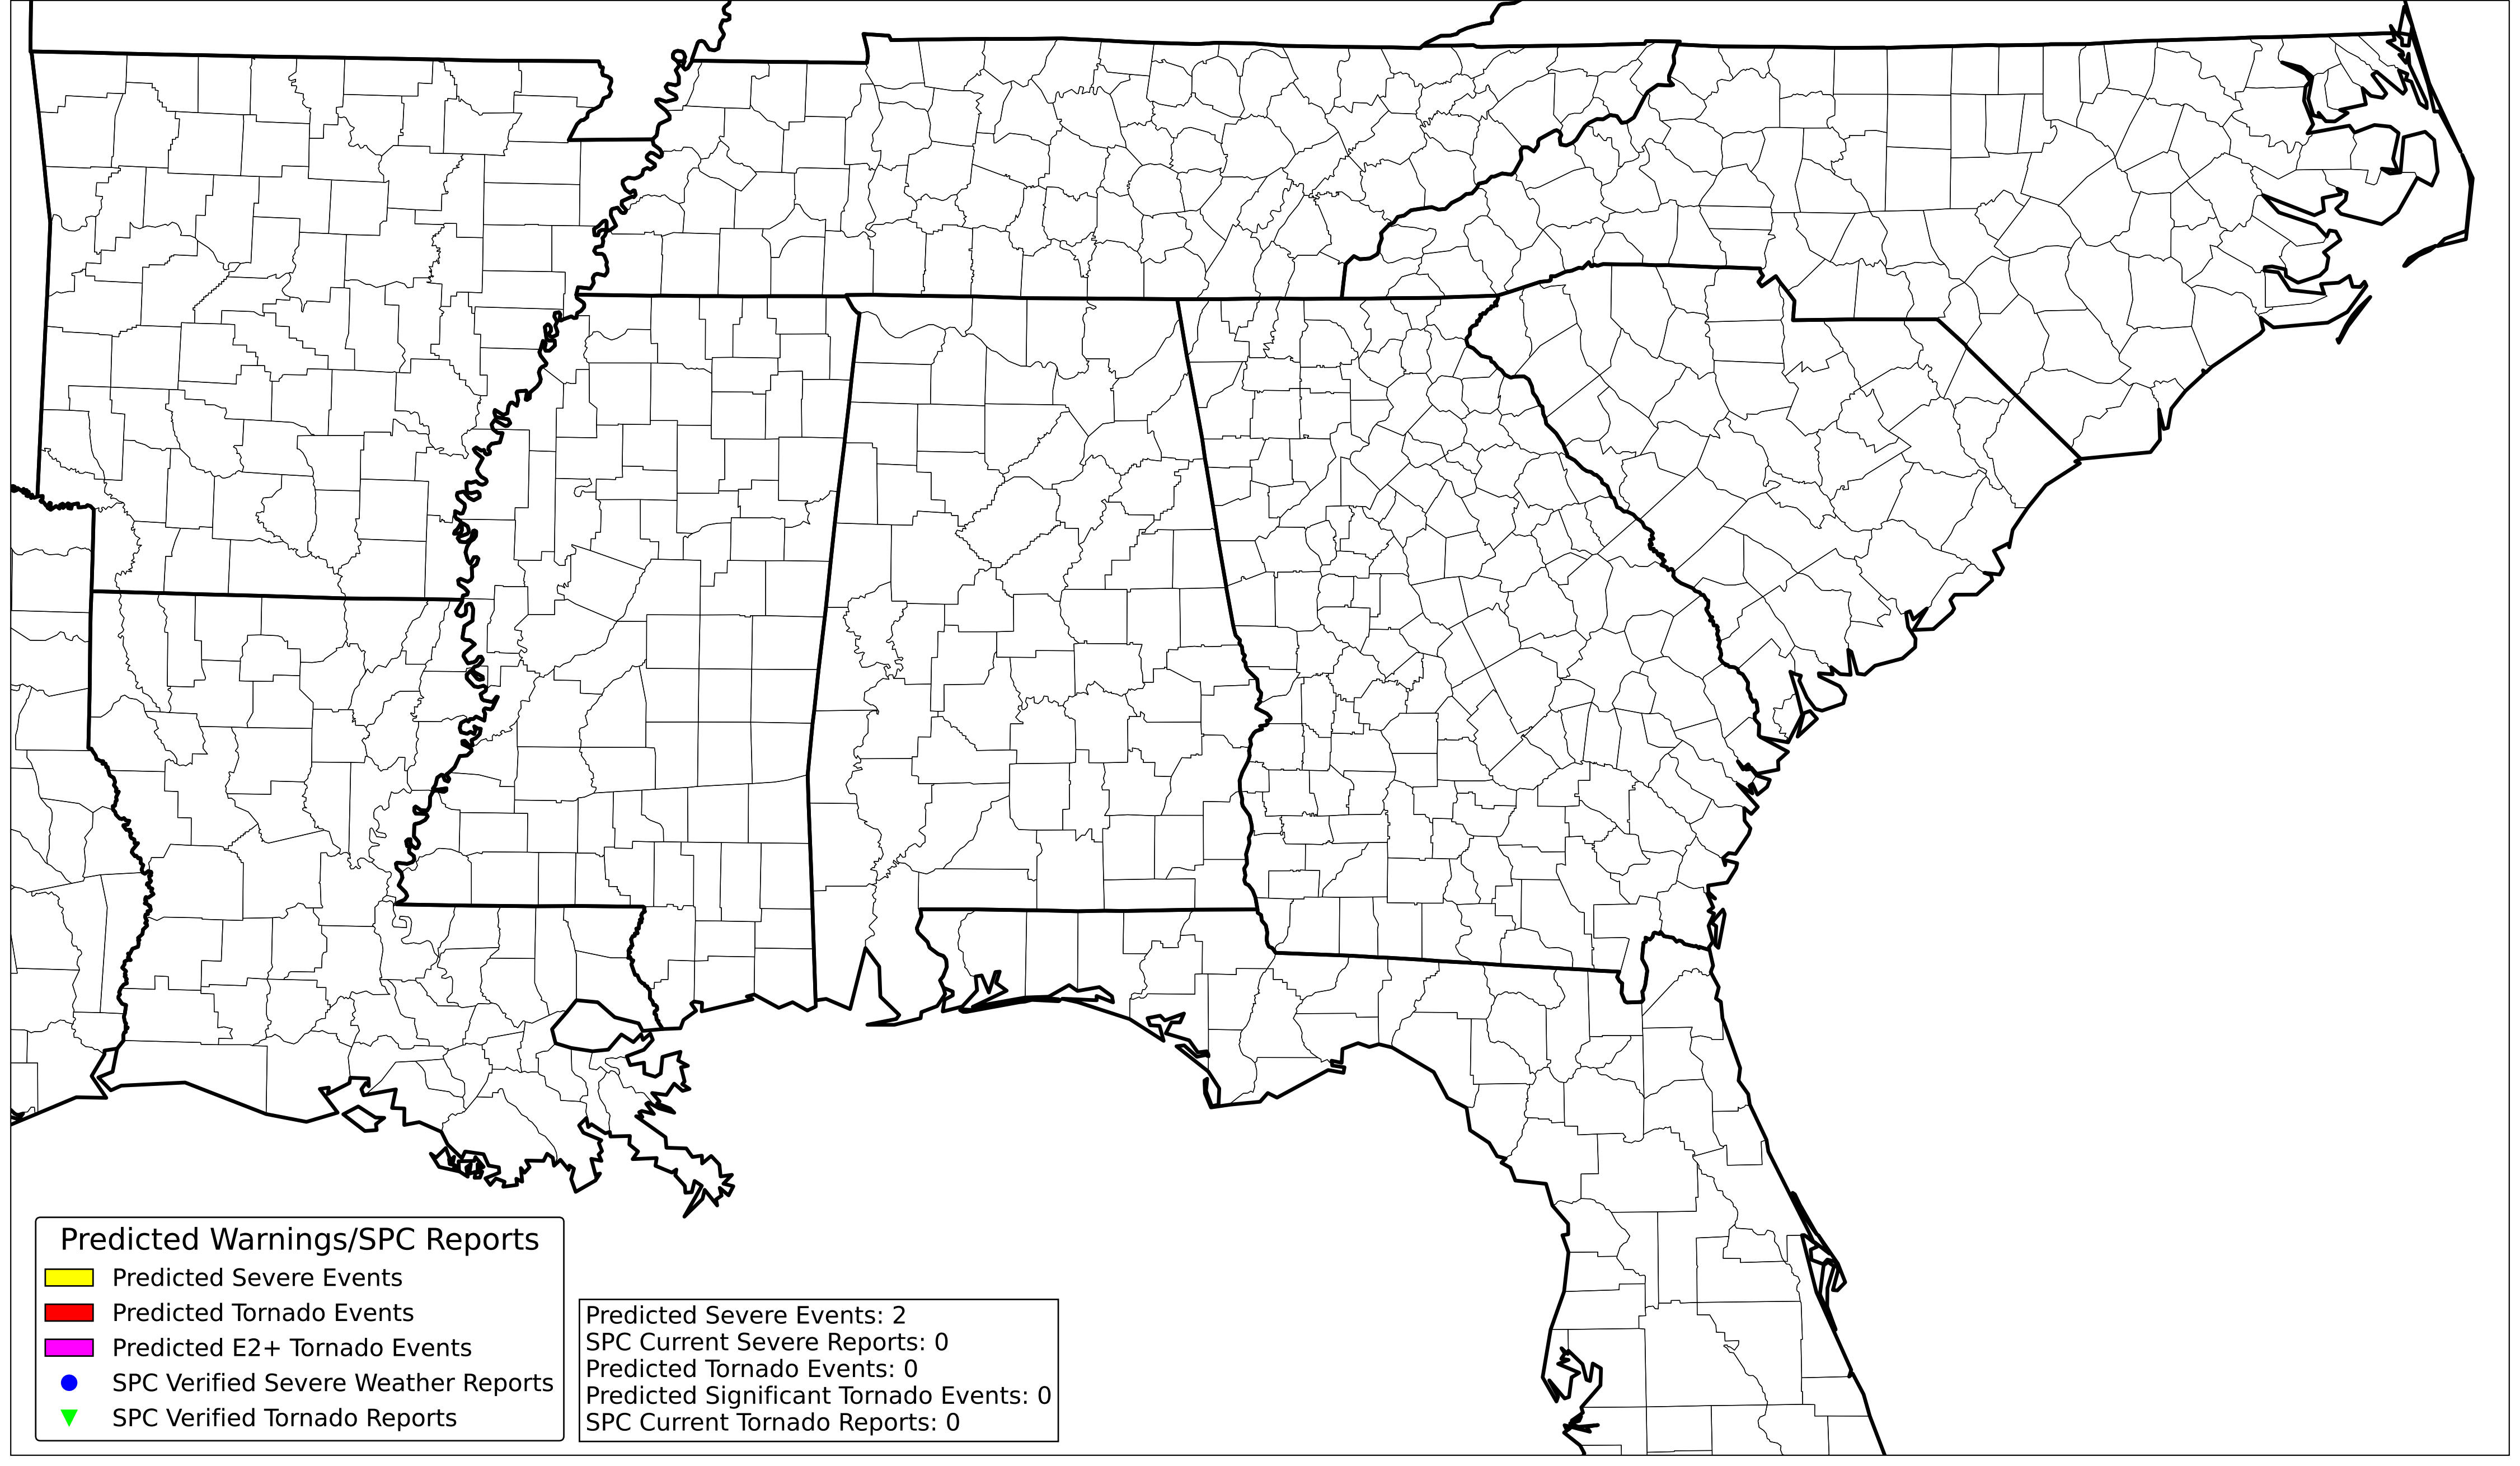 Predicted Warnings/SPC Reports
Predicted Severe Events
Predicted Tornado Events
Predicted E2+ Tornado Events
SPC Verified Severe Weather Reports
SPC Verified Tornado Reports
Predicted Severe Events: 2
SPC Current Severe Reports: 0
Predicted Tornado Events: 0
Predicted Significant Tornado Events: 0
SPC Current Tornado Reports: 0